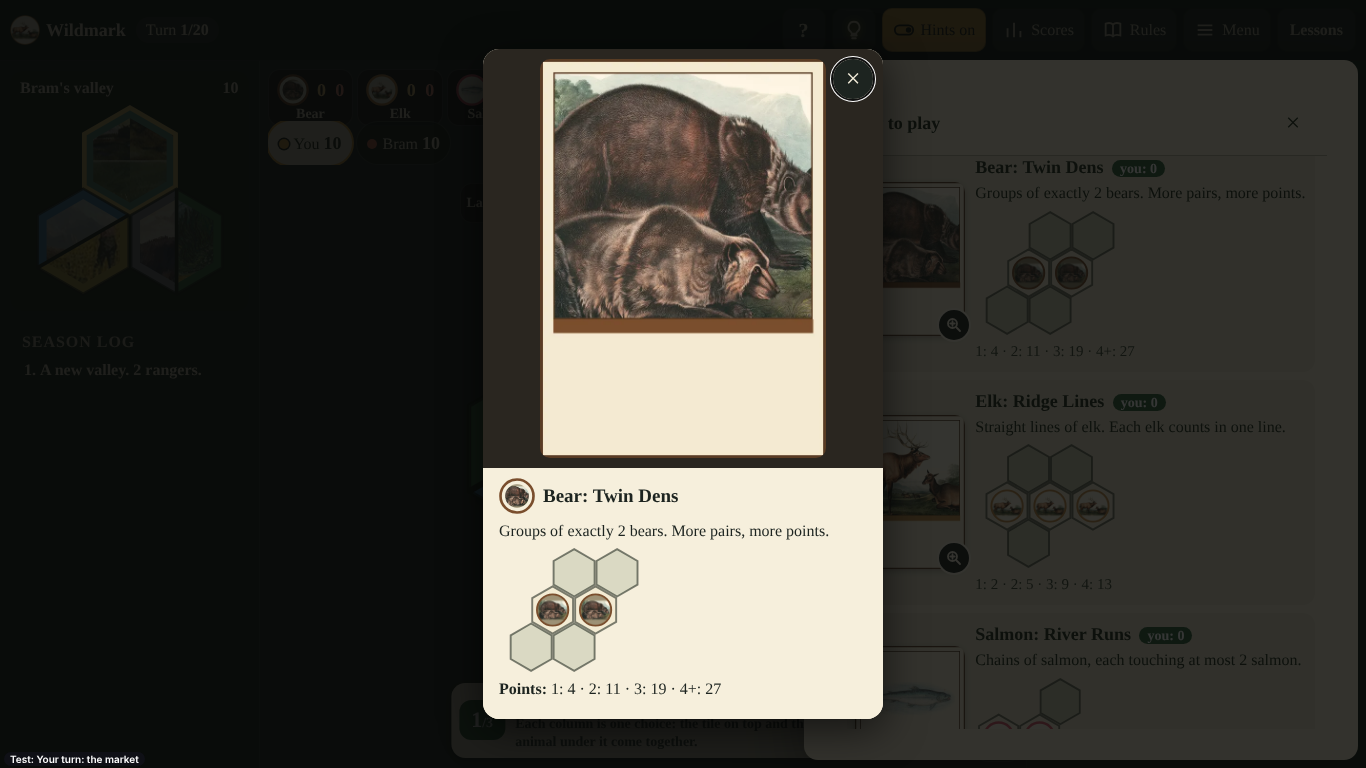 Wildmark
Turn 1/20
?
Hints on
Scores
Rules
Menu
Lessons
Bram's valley 10
0 0
Bear
0 0
Elk
You 10
Bram 10
SEASON LOG
1. A new valley. 2 rangers.
to play
Bear: Twin Dens you: 0
Groups of exactly 2 bears. More pairs, more points.
1: 4 · 2: 11 · 3: 19 · 4+: 27
Elk: Ridge Lines you: 0
Straight lines of elk. Each elk counts in one line.
1: 2 · 2: 5 · 3: 9 · 4: 13
Salmon: River Runs you: 0
Chains of salmon, each touching at most 2 salmon.
Bear: Twin Dens
Groups of exactly 2 bears. More pairs, more points.
Points: 1: 4 · 2: 11 · 3: 19 · 4+: 27
Each column is one choice: the tile on top and the
animal under it come together.
Test: Your turn: the market